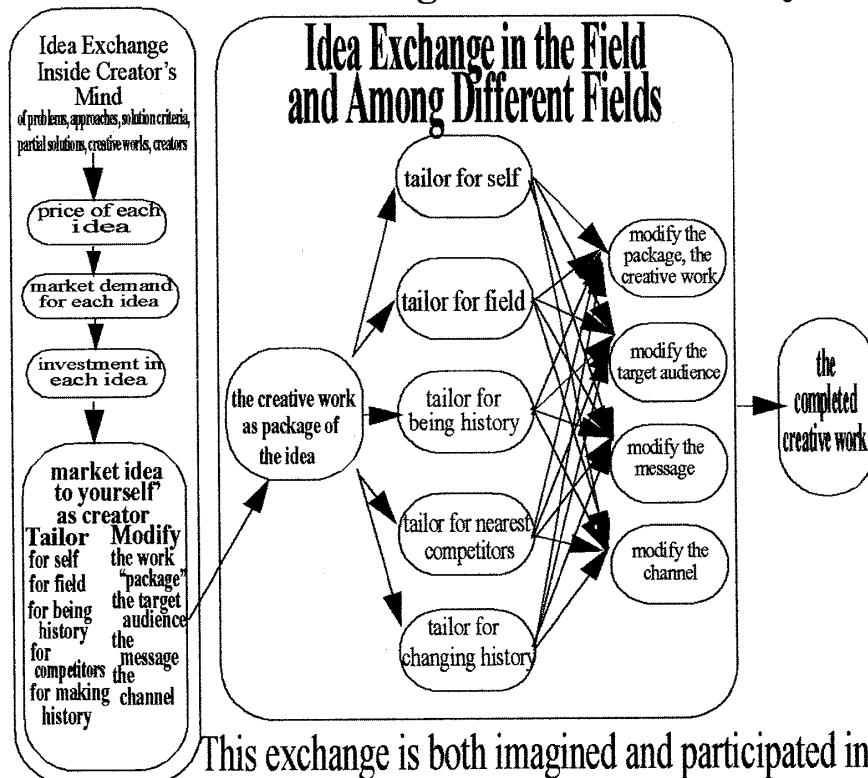 Idea Exchange
Inside Creator's
Mind
of problems, approaches, solution criteria,
partial solutions, creative works, creators
price of each
idea
market demand
for each idea
investment in
each idea
market idea
to yourself'
as creator
Tailor
for self
for field
for being
history
for
competitors
for making
history
Modify
the work
"package"
the target
audience
the
message
the
channel
Idea Exchange in the Field
and Among Different Fields
the creative work
as package of
the idea
tailor for self
tailor for field
tailor for
being history
tailor for nearest
competitors
tailor for
changing history
modify the
package, the
creative work
modify the
target audience
modify the
message
modify the
channel
the
completed
creative work
This exchange is both imagined and participated in